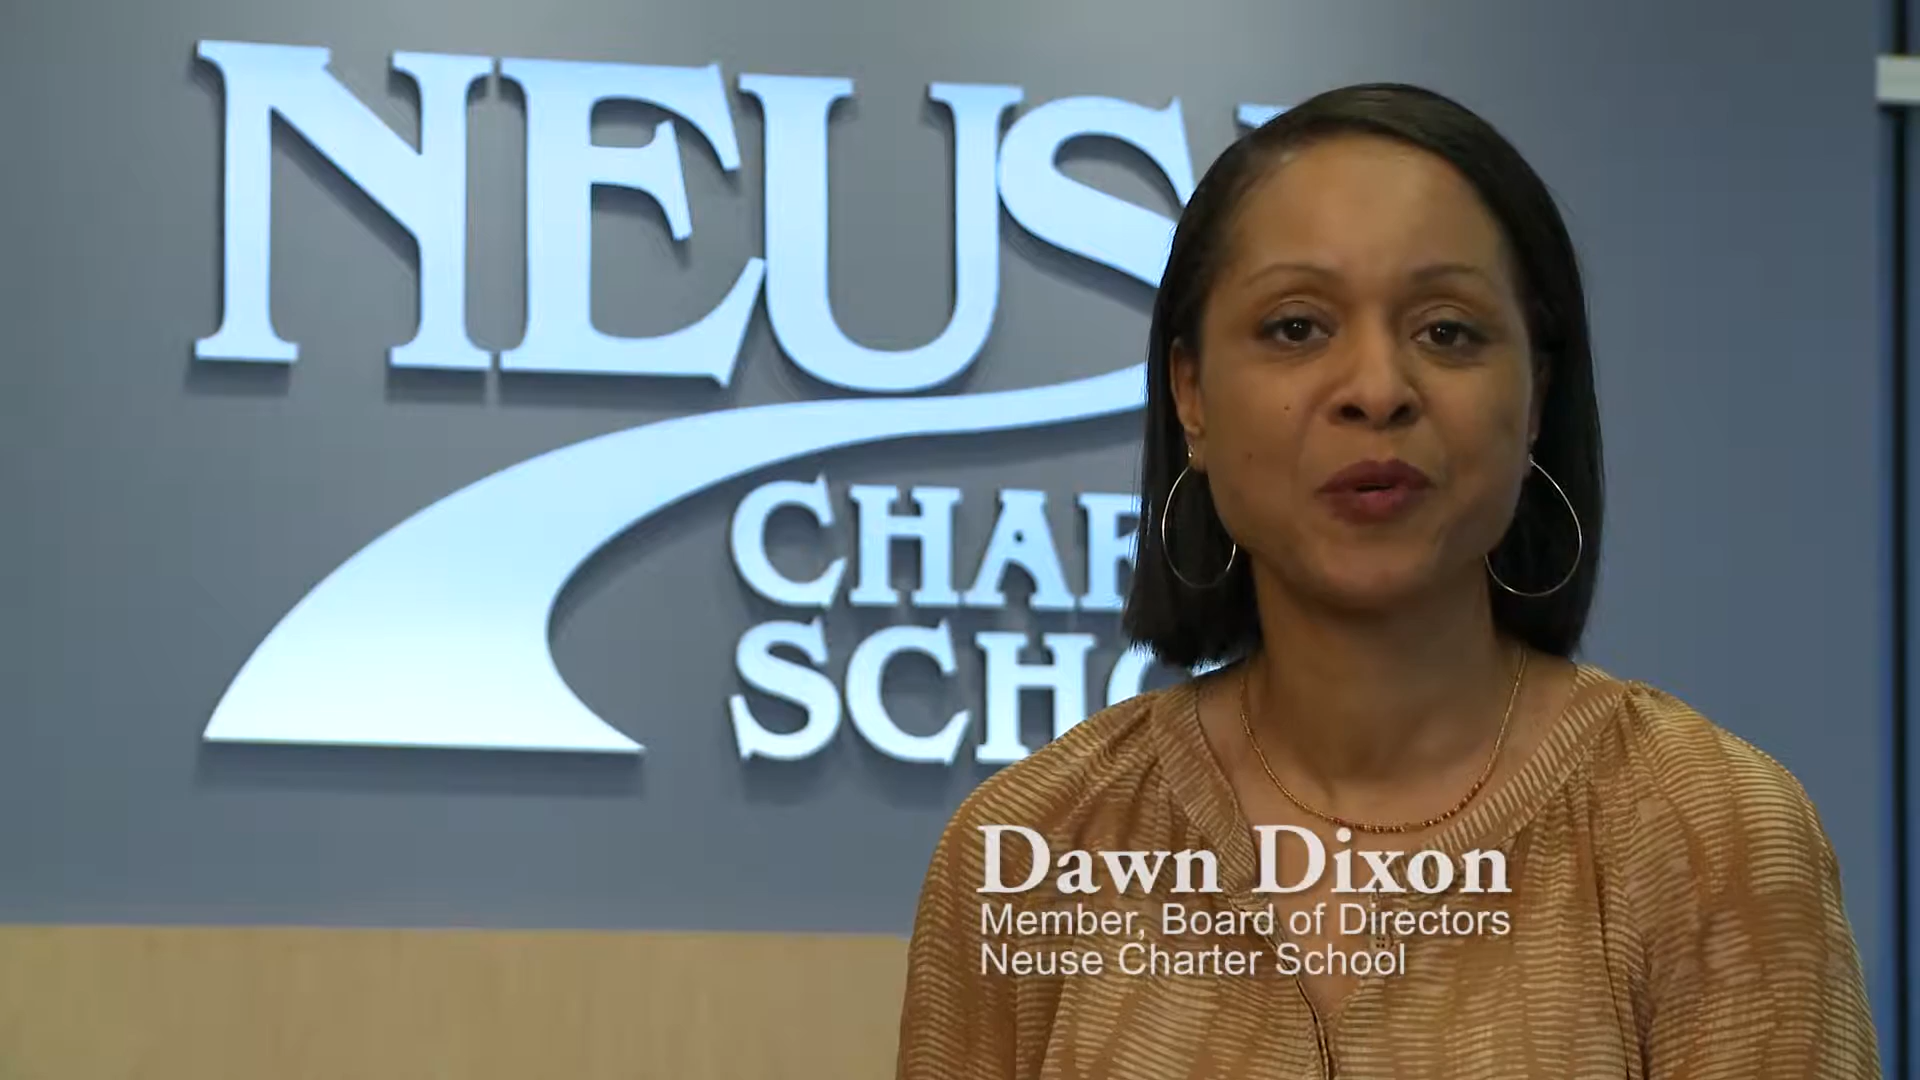 NEUS
CHAR
SCHO
Dawn Dixon
Member, Board of Directors
Neuse Charter School